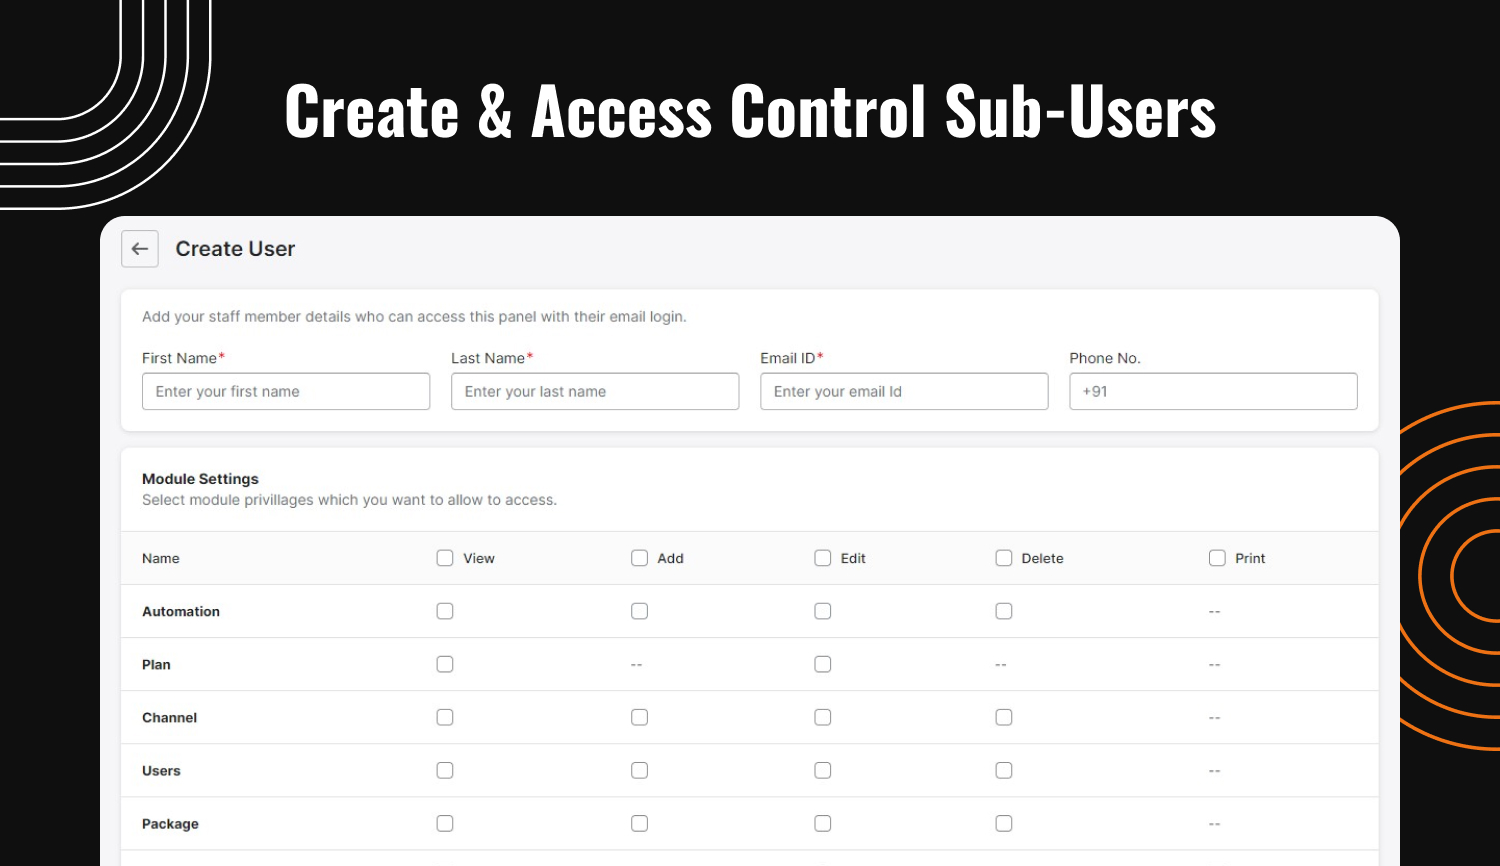 Create & Access Control Sub-Users
Create User
Add your staff member details who can access this panel with their email login.
First Name* Last Name* Email ID* Phone No.
Enter your first name Enter your last name Enter your email Id +91
Module Settings
Select module privillages which you want to allow to access.
Name View Add Edit Delete Print
Automation --
Plan -- -- --
Channel --
Users --
Package --